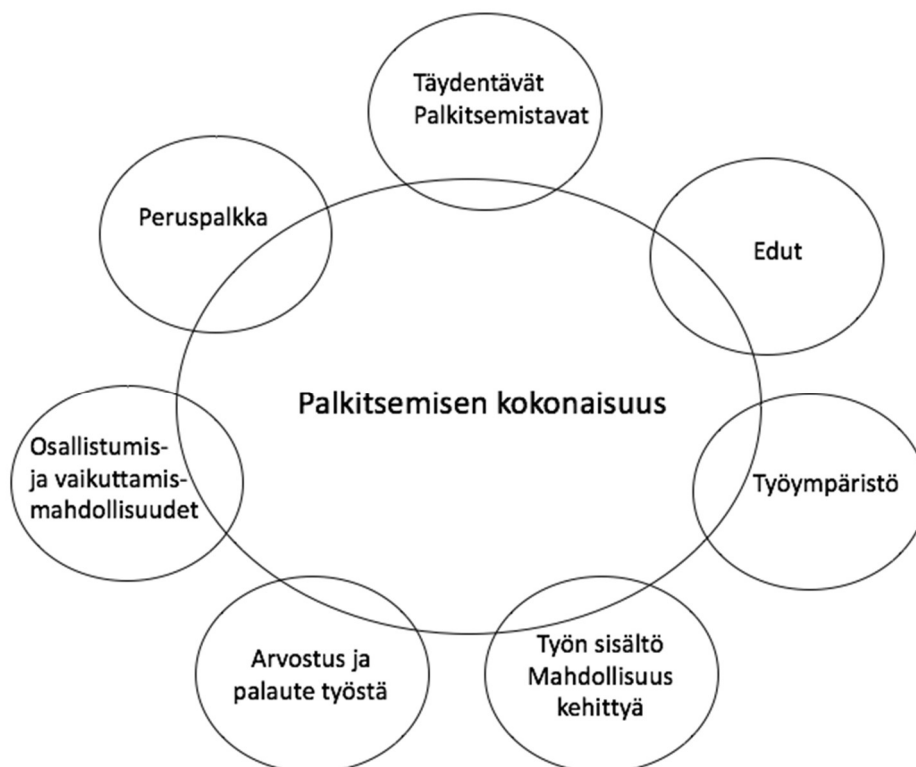 Täydentävät
Palkitsemistavat
Peruspalkka
Edut
Palkitsemisen kokonaisuus
Osallistumis-
ja vaikuttamis-
mahdollisuudet
Työympäristö
Arvostus ja
palaute työstä
Työn sisältö
Mahdollisuus
kehittyä